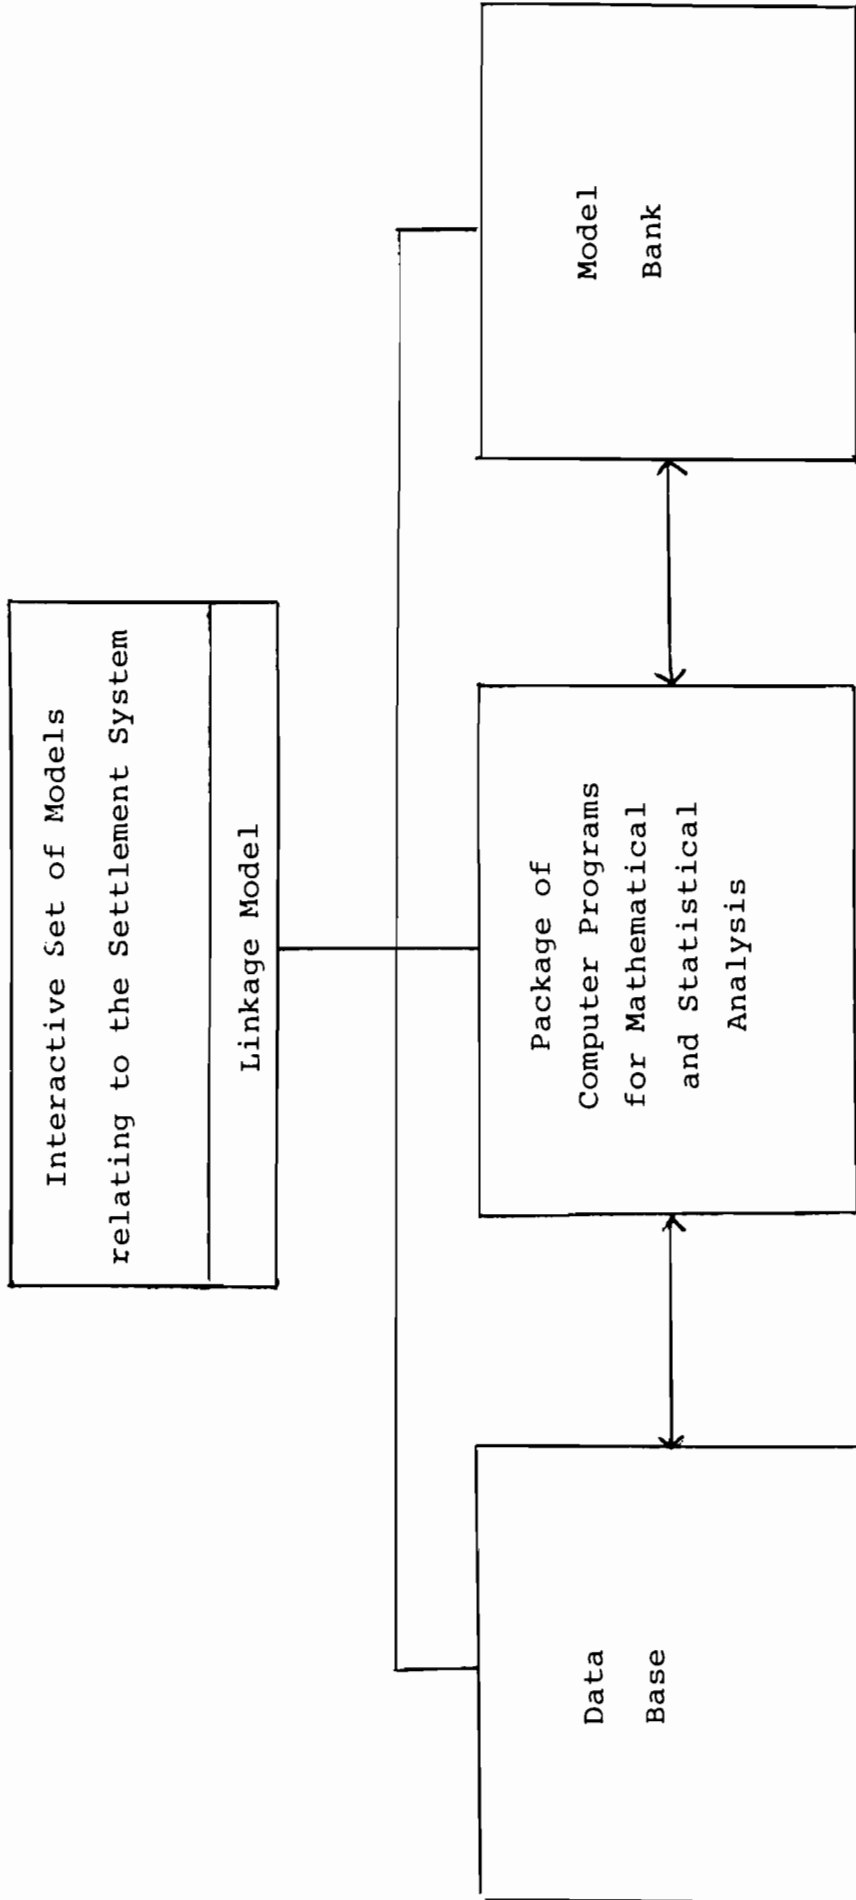 Interactive Set of Models
relating to the Settlement System
Linkage Model
Data
Base
Package of
Computer Programs
for Mathematical
and Statistical
Analysis
Model
Bank